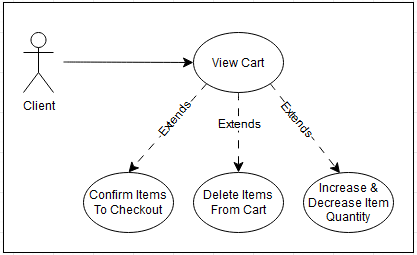 View Cart
Client
Extends
Extends
Extends
Confirm Items
To Checkout
Delete Items
From Cart
Increase &
Decrease Item
Quantity